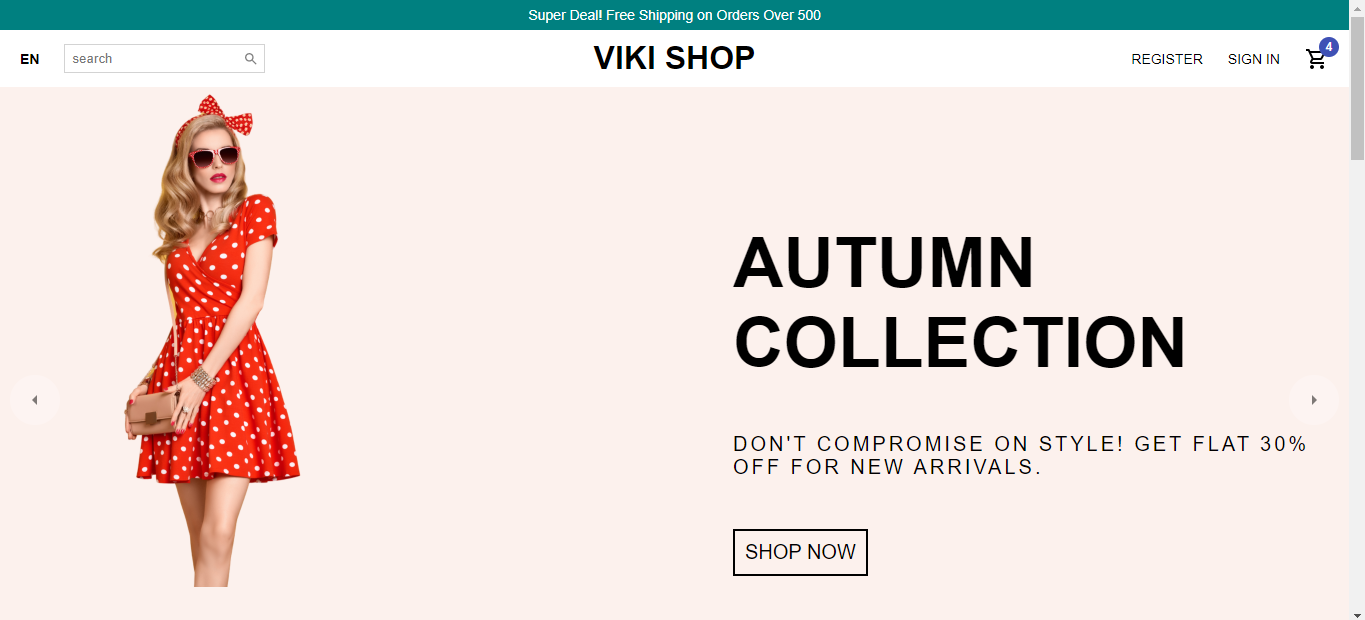 Super Deal! Free Shipping on Orders Over 500
EN
search
VIKI SHOP
REGISTER
SIGN IN
4
AUTUMN
COLLECTION
DON'T COMPROMISE ON STYLE! GET FLAT 30%
OFF FOR NEW ARRIVALS.
SHOP NOW